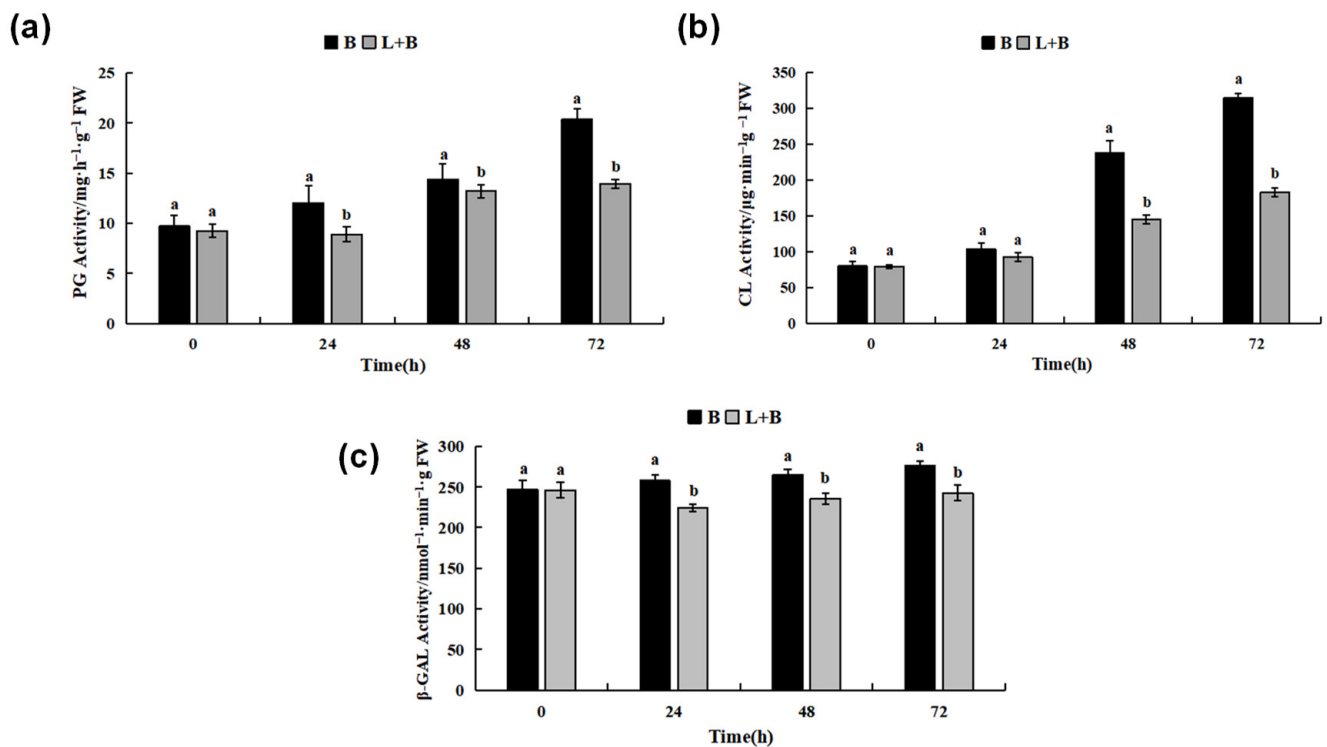 (a)
B L+B
PG Activity/mg·h⁻¹·g⁻¹ FW
25
20
15
10
5
0
a a a b a b a b
0 24 48 72
Time(h)
(b)
B L+B
CL Activity/μg·min⁻¹g ⁻¹ FW
350
300
250
200
150
100
50
0
a a a a a b a b
0 24 48 72
Time(h)
(c)
B L+B
β-GAL Activity/nmol⁻¹·min⁻¹·g FW
300
250
200
150
100
50
0
a a a b a b a b
0 24 48 72
Time(h)